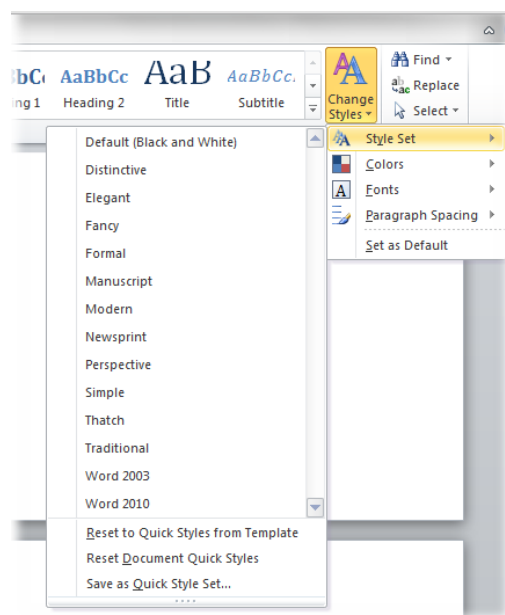 AaBbCc AaB AaBbCc
Heading 2 Title Subtitle
Change Styles
Find
Replace
Select
Style Set
Colors
Fonts
Paragraph Spacing
Set as Default
Default (Black and White)
Distinctive
Elegant
Fancy
Formal
Manuscript
Modern
Newsprint
Perspective
Simple
Thatch
Traditional
Word 2003
Word 2010
Reset to Quick Styles from Template
Reset Document Quick Styles
Save as Quick Style Set...